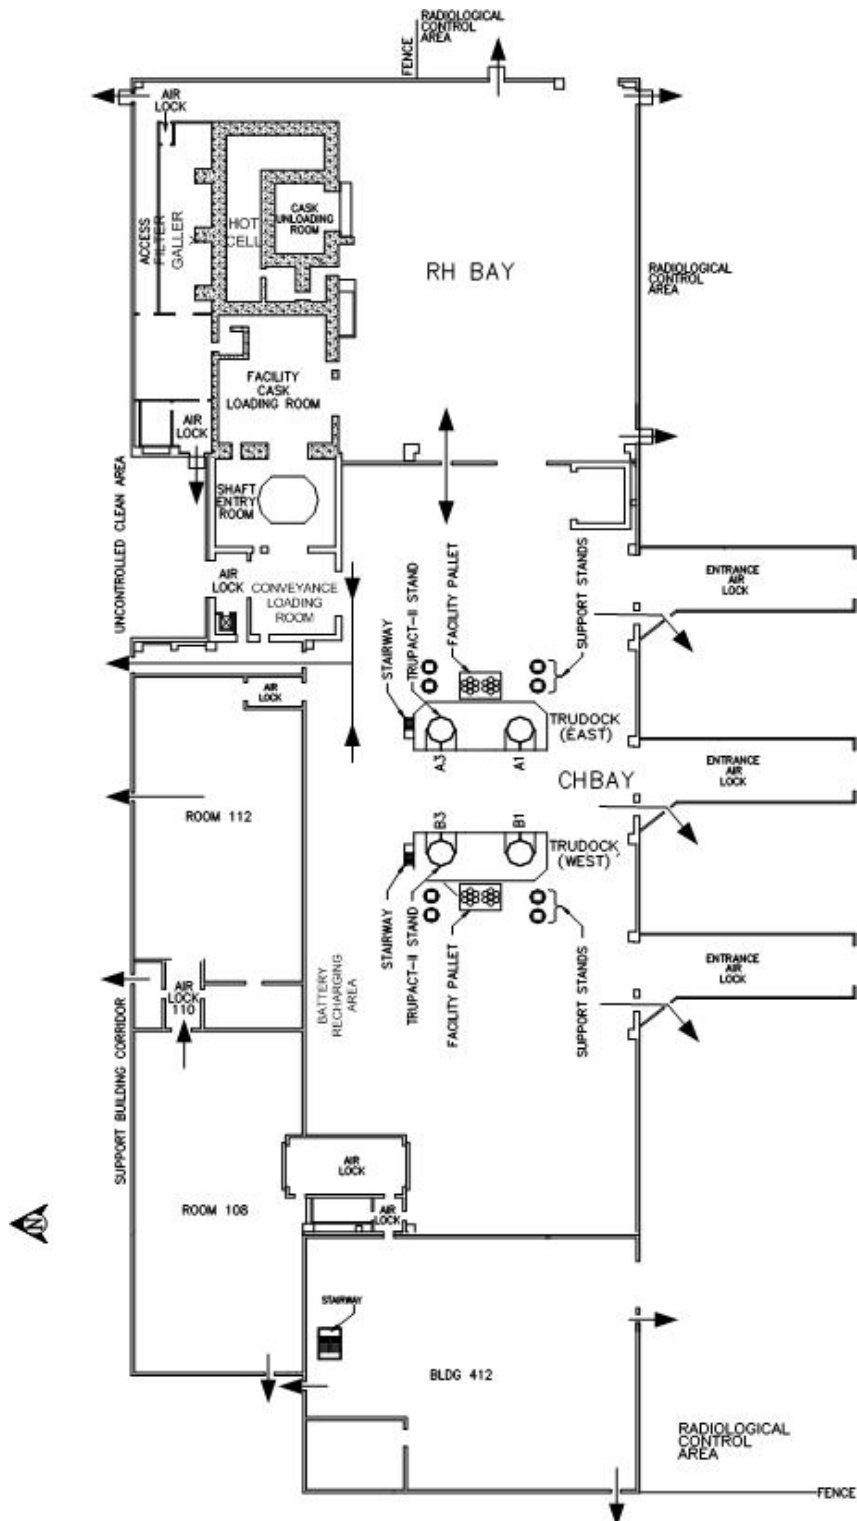 RADIOLOGICAL
CONTROL
AREA
FENCE
AIR
LOCK
ACCESS
FILTER
GALLER
HOT
CELL
CASK
UNLOADING
ROOM
RH BAY
RADIOLOGICAL
CONTROL
AREA
FACILITY
CASK
LOADING ROOM
AIR
LOCK
UNCONTROLLED CLEAN AREA
SHAFT
ENTRY
ROOM
AIR
LOCK
CONVEYANCE
LOADING
ROOM
STAIRWAY
TRUPACT-II STAND
FACILITY PALLET
SUPPORT STANDS
ENTRANCE
AIR
LOCK
AIR
LOCK
TRUDOCK
(EAST)
A3
A1
CHBAY
ENTRANCE
AIR
LOCK
ROOM 112
B3
B1
TRUDOCK
(WEST)
STAIRWAY
TRUPACT-II STAND
FACILITY PALLET
SUPPORT STANDS
ENTRANCE
AIR
LOCK
AIR
LOCK
110
BATTERY
RECHARGING
AREA
SUPPORT BUILDING CORRIDOR
AIR
LOCK
ROOM 108
AIR
LOCK
N
STAIRWAY
BLDG 412
RADIOLOGICAL
CONTROL
AREA
FENCE